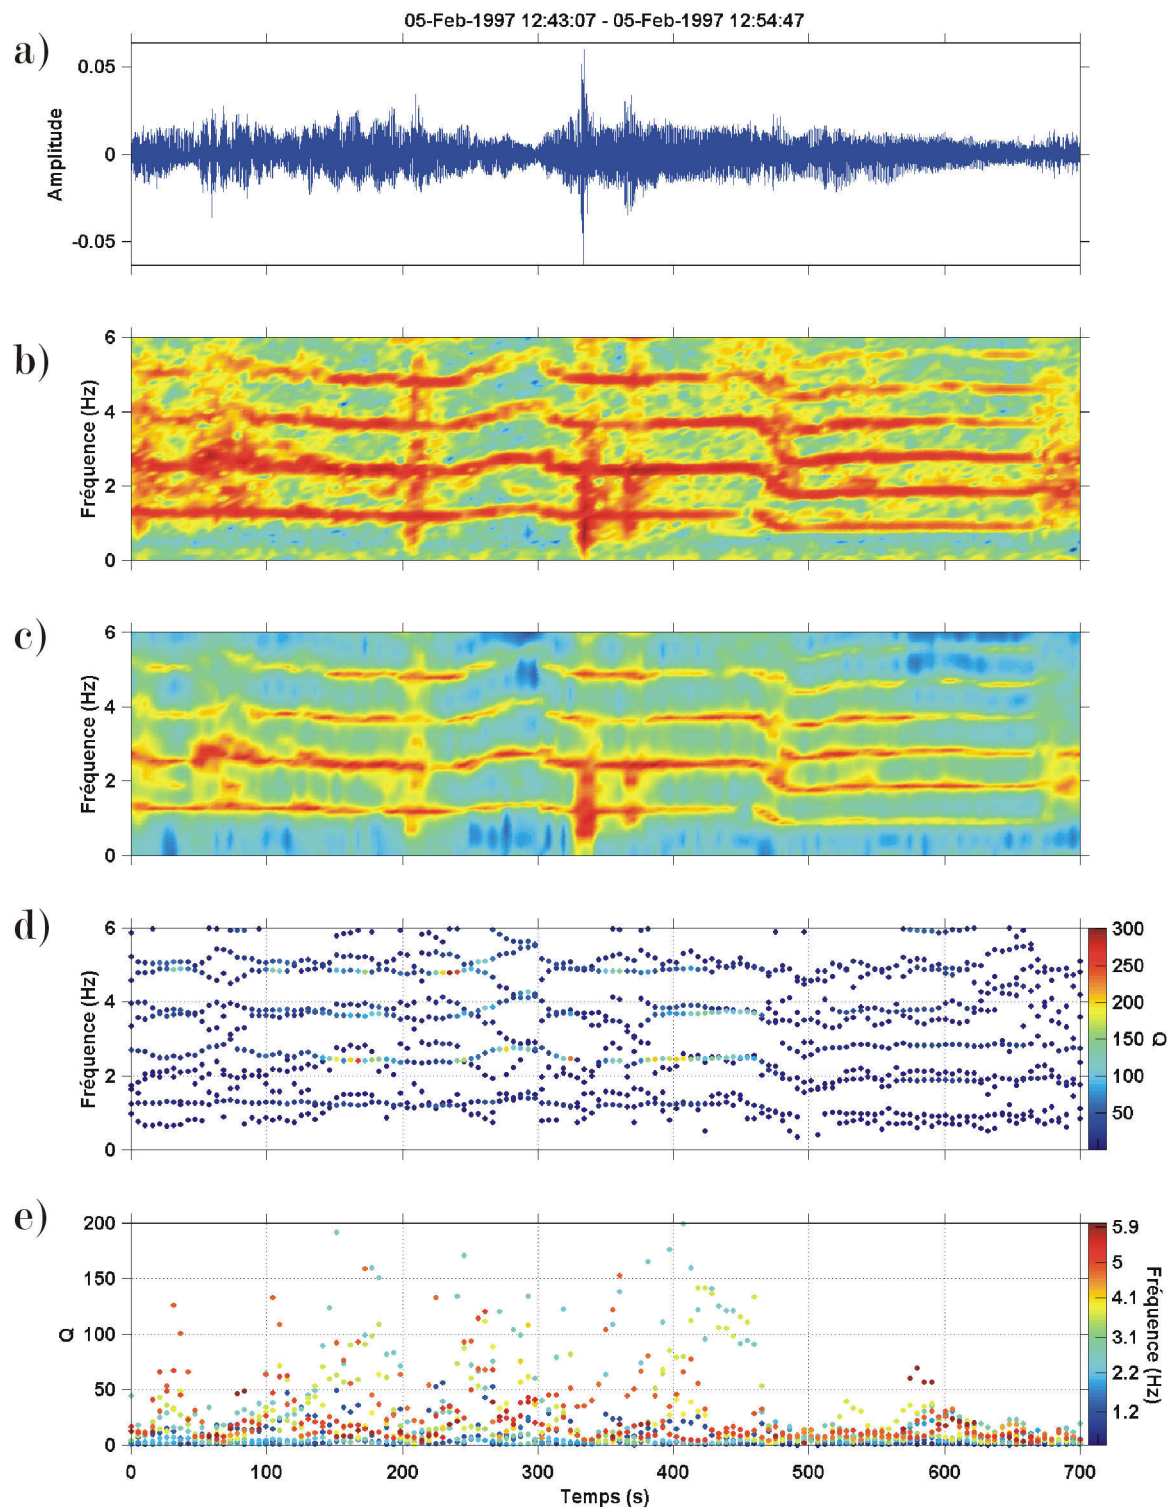 05-Feb-1997 12:43:07 - 05-Feb-1997 12:54:47
a)
0.05
0
-0.05
Amplitude
b)
6
4
2
0
Fréquence (Hz)
c)
6
4
2
0
Fréquence (Hz)
d)
6
4
2
0
Fréquence (Hz)
300
250
200
150
100
50
Q
e)
200
150
100
50
0
Q
5.9
5
4.1
3.1
2.2
1.2
Fréquence (Hz)
0 100 200 300 400 500 600 700
Temps (s)